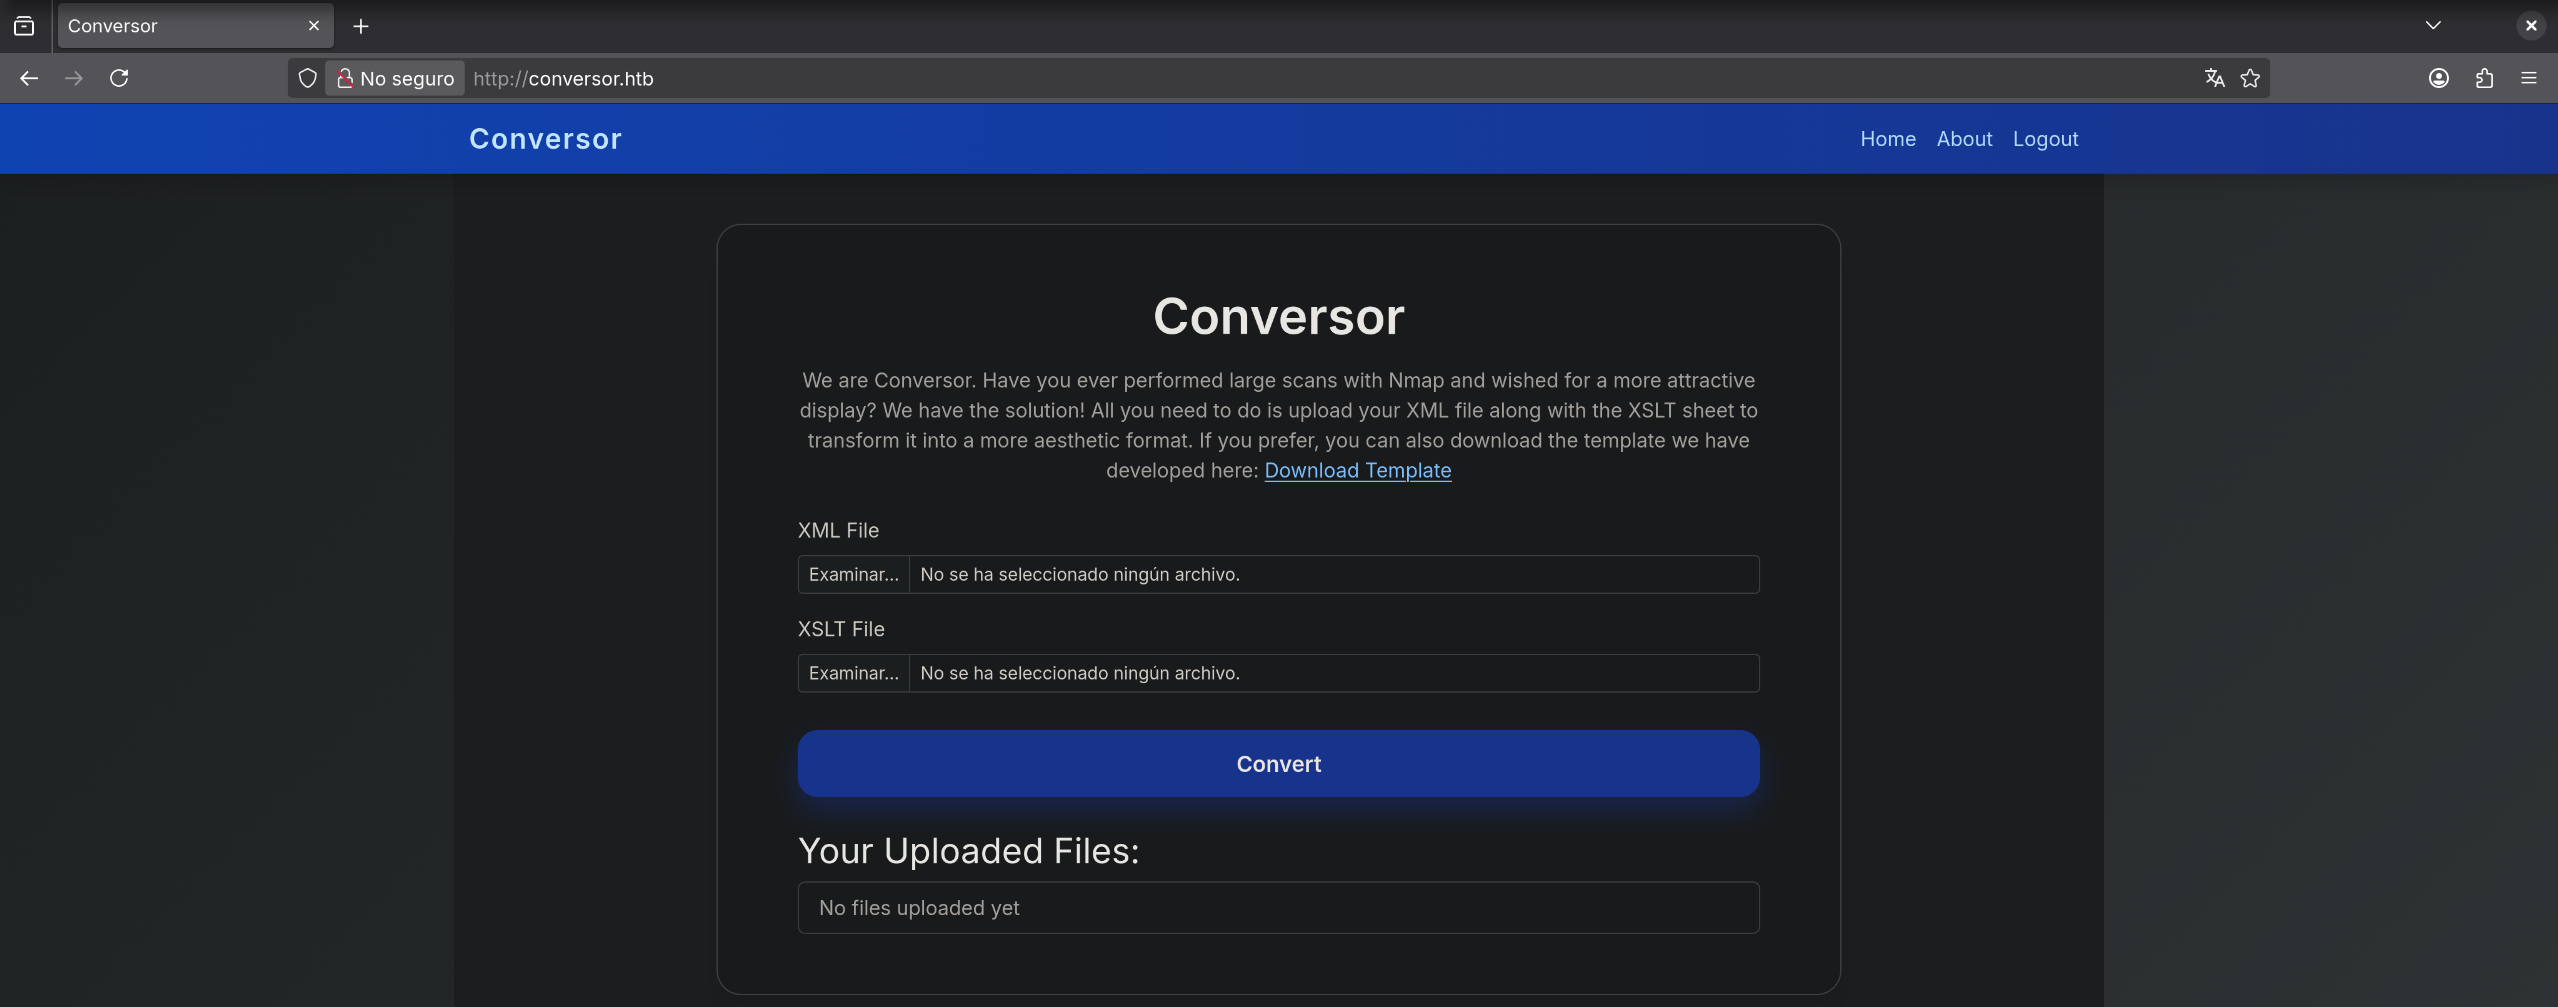 Conversor
No seguro http://conversor.htb
Conversor Home About Logout
Conversor
We are Conversor. Have you ever performed large scans with Nmap and wished for a more attractive
display? We have the solution! All you need to do is upload your XML file along with the XSLT sheet to
transform it into a more aesthetic format. If you prefer, you can also download the template we have
developed here: Download Template
XML File
Examinar... No se ha seleccionado ningún archivo.
XSLT File
Examinar... No se ha seleccionado ningún archivo.
Convert
Your Uploaded Files:
No files uploaded yet